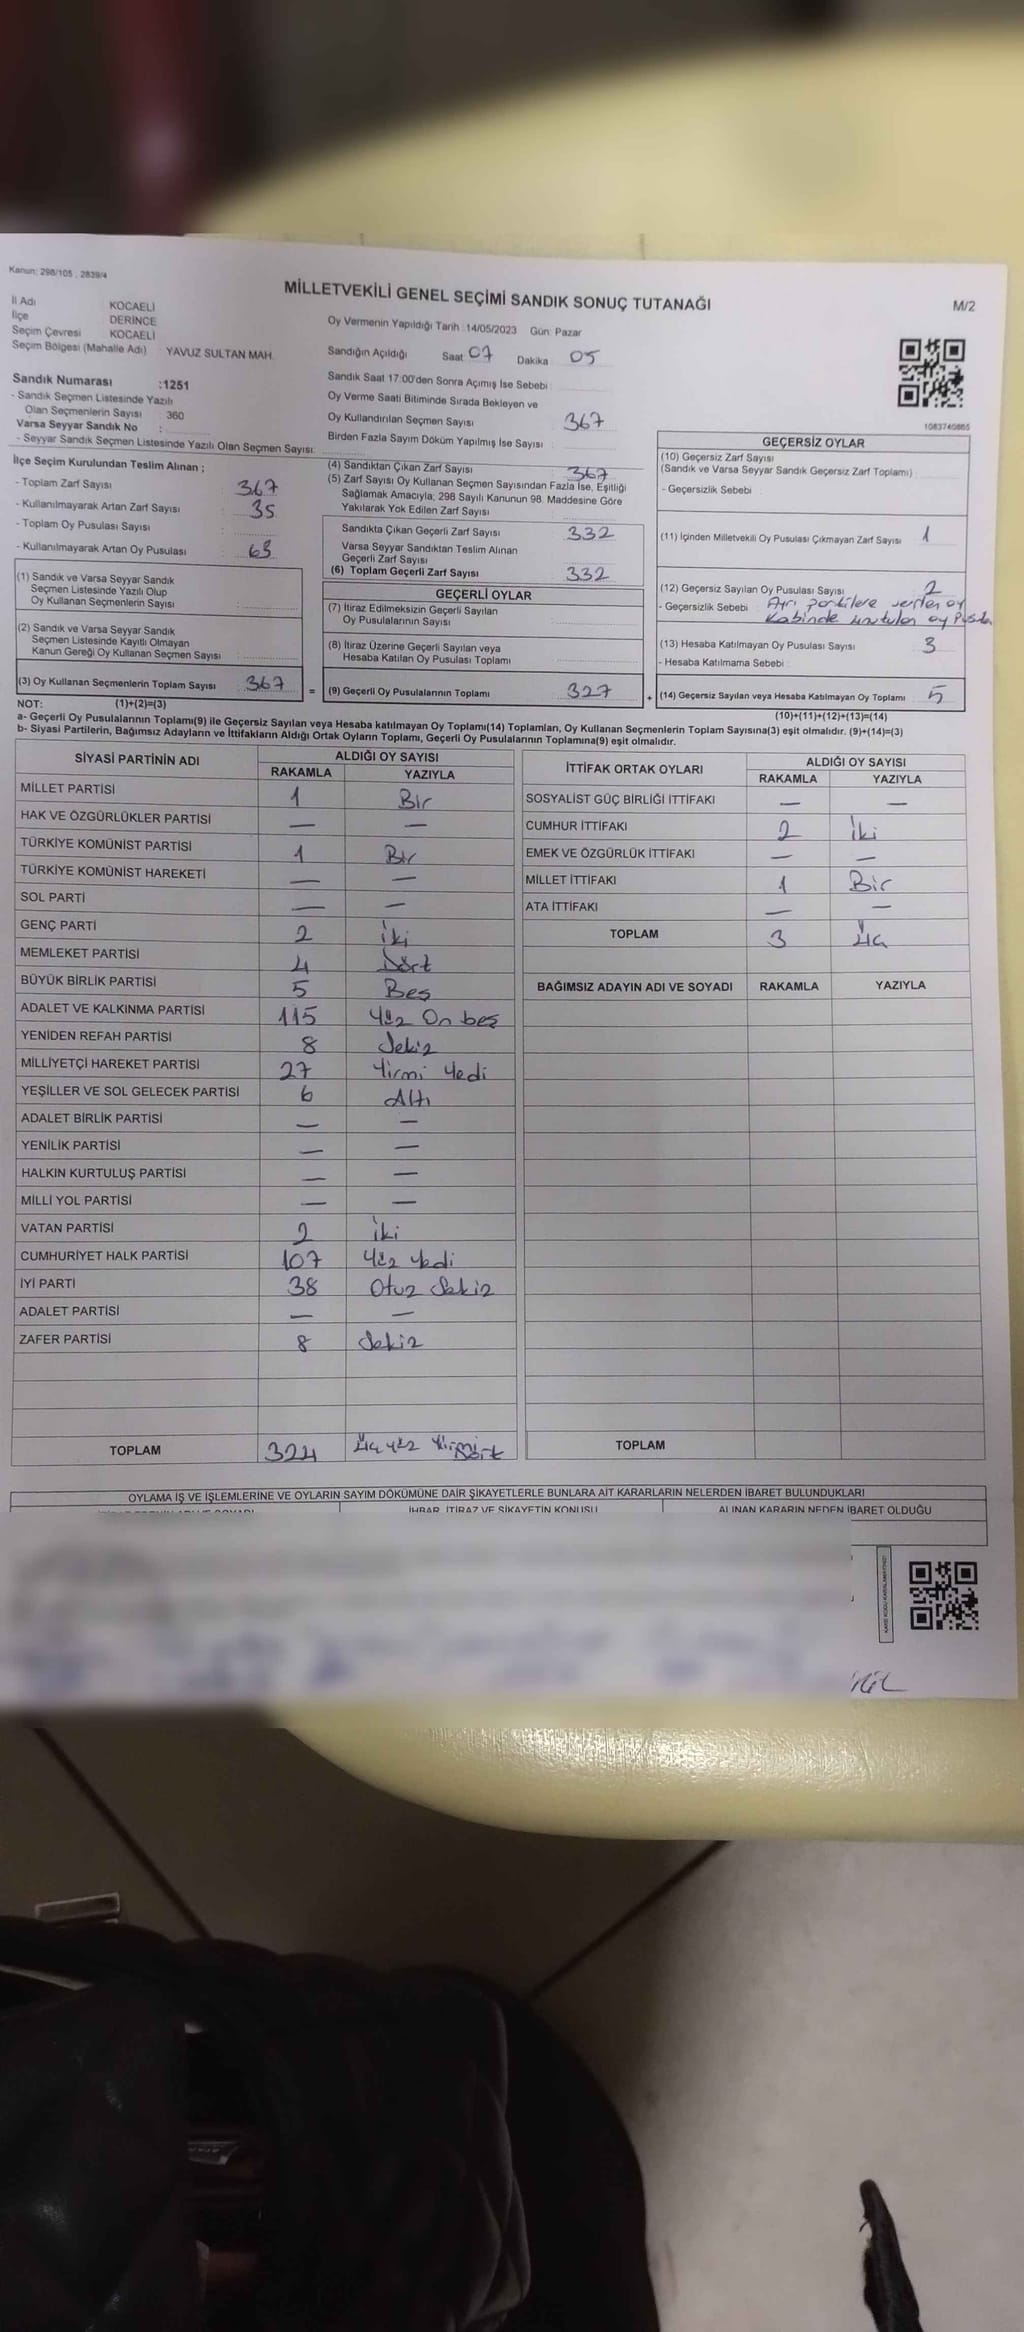 Kanun: 298/105 , 2839/4
MİLLETVEKİLİ GENEL SEÇİMİ SANDIK SONUÇ TUTANAĞI
M/2
İl Adı : KOCAELİ
İlçe : DERİNCE
Seçim Çevresi : KOCAELİ
Seçim Bölgesi (Mahalle Adı) : YAVUZ SULTAN MAH.
Sandık Numarası :1251
- Sandık Seçmen Listesinde Yazılı
Olan Seçmenlerin Sayısı : 360
Varsa Seyyar Sandık No :
- Seyyar Sandık Seçmen Listesinde Yazılı Olan Seçmen Sayısı:
Oy Vermenin Yapıldığı Tarih :14/05/2023 Gün: Pazar
Sandığın Açıldığı Saat 07 Dakika 05
Sandık Saat 17:00'den Sonra Açımış İse Sebebi :
Oy Verme Saati Bitiminde Sırada Bekleyen ve
Oy Kullandırılan Seçmen Sayısı : 367
Birden Fazla Sayım Döküm Yapılmış İse Sayısı :
1083740865
İlçe Seçim Kurulundan Teslim Alınan ;
- Toplam Zarf Sayısı : 367
- Kullanılmayarak Artan Zarf Sayısı : 35
- Toplam Oy Pusulası Sayısı :
- Kullanılmayarak Artan Oy Pusulası : 63
(1) Sandık ve Varsa Seyyar Sandık
Seçmen Listesinde Yazılı Olup
Oy Kullanan Seçmenlerin Sayısı :
(2) Sandık ve Varsa Seyyar Sandık
Seçmen Listesinde Kayıtlı Olmayan
Kanun Gereği Oy Kullanan Seçmen Sayısı :
(3) Oy Kullanan Seçmenlerin Toplam Sayısı 367
(4) Sandıktan Çıkan Zarf Sayısı : 367
(5) Zarf Sayısı Oy Kullanan Seçmen Sayısından Fazla İse, Eşitliği
Sağlamak Amacıyla; 298 Sayılı Kanunun 98. Maddesine Göre
Yakılarak Yok Edilen Zarf Sayısı :
Sandıkta Çıkan Geçerli Zarf Sayısı : 332
Varsa Seyyar Sandıktan Teslim Alınan
Geçerli Zarf Sayısı :
(6) Toplam Geçerli Zarf Sayısı : 332
GEÇERLİ OYLAR
(7) İtiraz Edilmeksizin Geçerli Sayılan
Oy Pusulalarının Sayısı :
(8) İtiraz Üzerine Geçerli Sayılan veya
Hesaba Katılan Oy Pusulası Toplamı :
= (9) Geçerli Oy Pusulalarının Toplamı : 327
GEÇERSİZ OYLAR
(10) Geçersiz Zarf Sayısı
(Sandık ve Varsa Seyyar Sandık Geçersiz Zarf Toplamı) :
- Geçersizlik Sebebi :
(11) İçinden Milletvekili Oy Pusulası Çıkmayan Zarf Sayısı : 1
(12) Geçersiz Sayılan Oy Pusulası Sayısı : 2
- Geçersizlik Sebebi : Ayrı partilere verilen oy
Kabinde unutulan oy Pusula
(13) Hesaba Katılmayan Oy Pusulası Sayısı : 3
- Hesaba Katılmama Sebebi :
+ (14) Geçersiz Sayılan veya Hesaba Katılmayan Oy Toplamı : 5
NOT: (1)+(2)=(3)
(10)+(11)+(12)+(13)=(14)
a- Geçerli Oy Pusulalarının Toplamı(9) ile Geçersiz Sayılan veya Hesaba katılmayan Oy Toplamı(14) Toplamları, Oy Kullanan Seçmenlerin Toplam Sayısına(3) eşit olmalıdır. (9)+(14)=(3)
b- Siyasi Partilerin, Bağımsız Adayların ve İttifakların Aldığı Ortak Oyların Toplamı, Geçerli Oy Pusulalarının Toplamına(9) eşit olmalıdır.
SİYASİ PARTİNİN ADI ALDIĞI OY SAYISI
RAKAMLA YAZIYLA
MİLLET PARTİSİ 1 Bir
HAK VE ÖZGÜRLÜKLER PARTİSİ — —
TÜRKİYE KOMÜNİST PARTİSİ 1 Bir
TÜRKİYE KOMÜNİST HAREKETİ — —
SOL PARTİ — —
GENÇ PARTİ 2 iki
MEMLEKET PARTİSİ 4 Dört
BÜYÜK BİRLİK PARTİSİ 5 Beş
ADALET VE KALKINMA PARTİSİ 115 Yüz On beş
YENİDEN REFAH PARTİSİ 8 Sekiz
MİLLİYETÇİ HAREKET PARTİSİ 27 Yirmi Yedi
YEŞİLLER VE SOL GELECEK PARTİSİ 6 Altı
ADALET BİRLİK PARTİSİ — —
YENİLİK PARTİSİ — —
HALKIN KURTULUŞ PARTİSİ — —
MİLLİ YOL PARTİSİ — —
VATAN PARTİSİ 2 iki
CUMHURİYET HALK PARTİSİ 107 Yüz Yedi
İYİ PARTİ 38 Otuz Sekiz
ADALET PARTİSİ — —
ZAFER PARTİSİ 8 Sekiz
TOPLAM 324 Üç yüz Yirmi Dört
İTTİFAK ORTAK OYLARI ALDIĞI OY SAYISI
RAKAMLA YAZIYLA
SOSYALİST GÜÇ BİRLİĞİ İTTİFAKI — —
CUMHUR İTTİFAKI 2 İki
EMEK VE ÖZGÜRLÜK İTTİFAKI — —
MİLLET İTTİFAKI 1 Bir
ATA İTTİFAKI — —
TOPLAM 3 Üç
BAĞIMSIZ ADAYIN ADI VE SOYADI RAKAMLA YAZIYLA
TOPLAM
OYLAMA İŞ VE İŞLEMLERİNE VE OYLARIN SAYIM DÖKÜMÜNE DAİR ŞİKAYETLERLE BUNLARA AİT KARARLARIN NELERDEN İBARET BULUNDUKLARI
İHBAR, İTİRAZ VE ŞİKAYETİN KONUSU ALINAN KARARIN NEDEN İBARET OLDUĞU